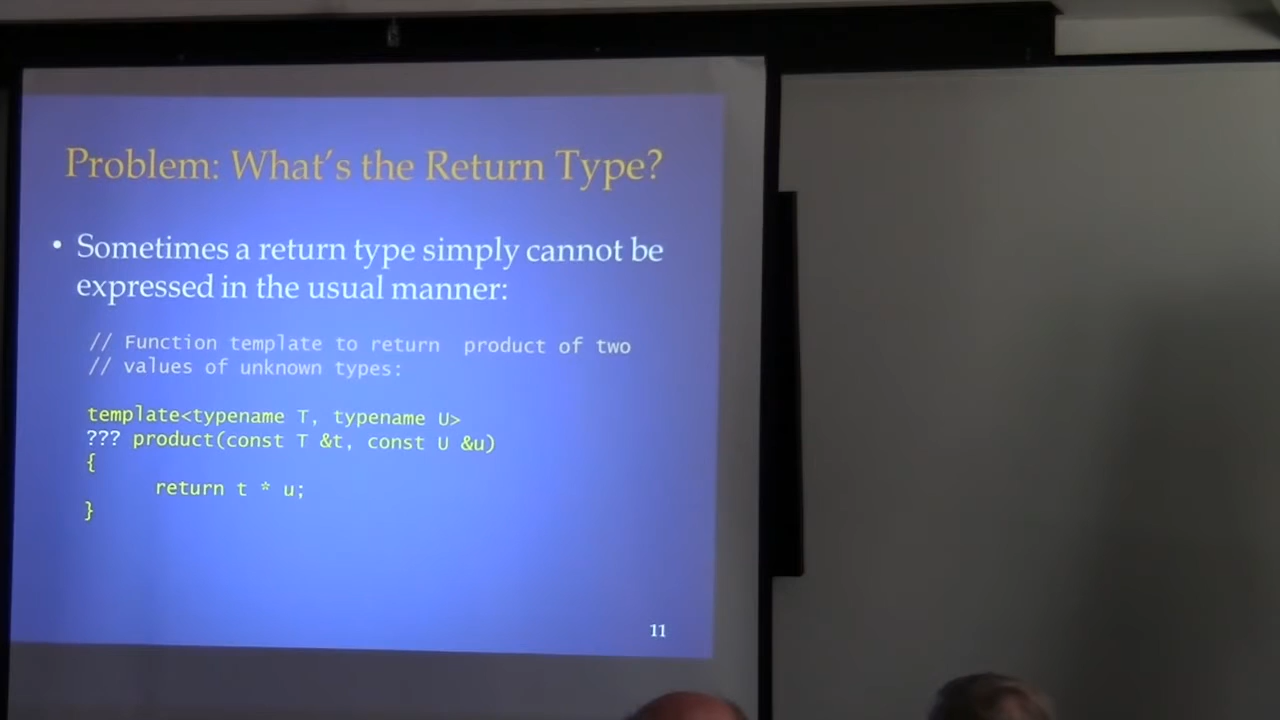 Problem: What's the Return Type?
• Sometimes a return type simply cannot be
expressed in the usual manner:
// Function template to return  product of two
// values of unknown types:
template<typename T, typename U>
??? product(const T &t, const U &u)
{
return t * u;
}
11